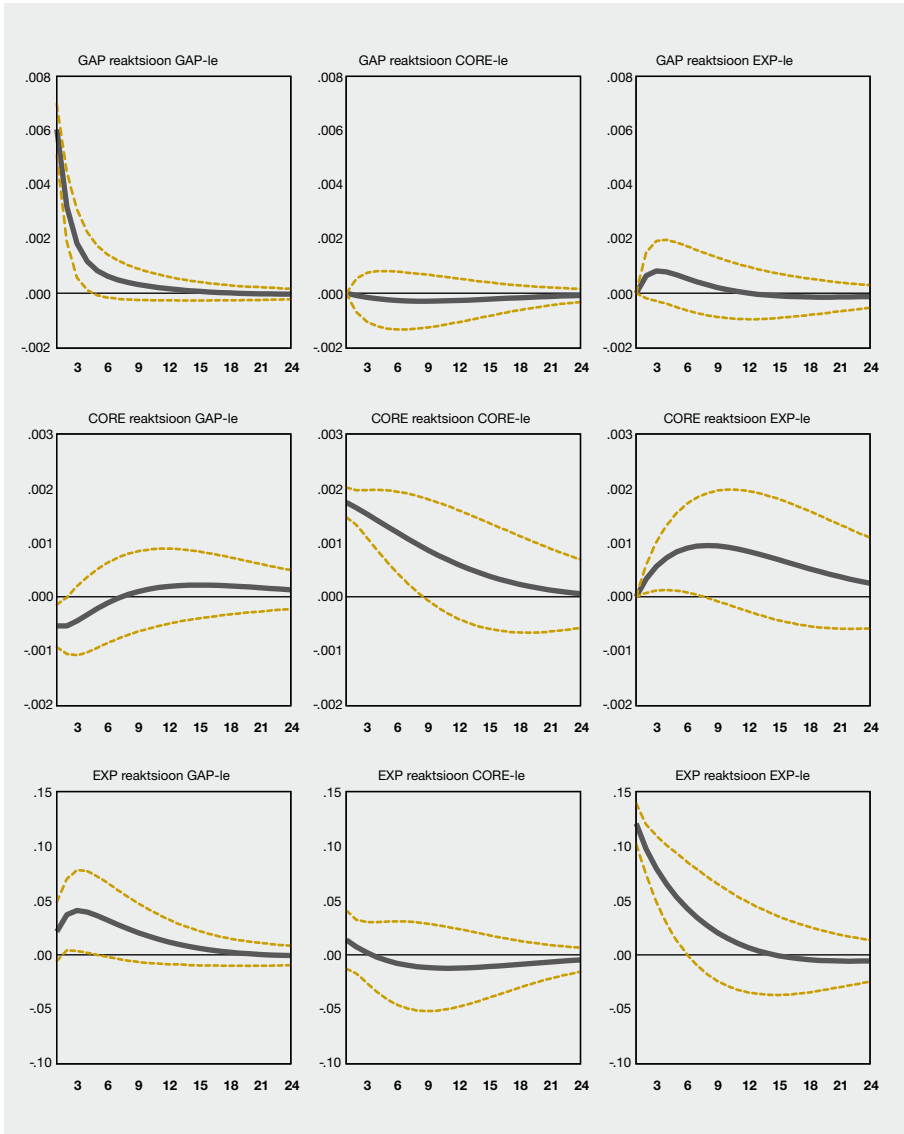 GAP reaktsioon GAP-le GAP reaktsioon CORE-le GAP reaktsioon EXP-le
.008 .008 .008
.006 .006 .006
.004 .004 .004
.002 .002 .002
.000 .000 .000
-.002 -.002 -.002
3 6 9 12 15 18 21 24 3 6 9 12 15 18 21 24 3 6 9 12 15 18 21 24
CORE reaktsioon GAP-le CORE reaktsioon CORE-le CORE reaktsioon EXP-le
.003 .003 .003
.002 .002 .002
.001 .001 .001
.000 .000 .000
-.001 -.001 -.001
-.002 -.002 -.002
3 6 9 12 15 18 21 24 3 6 9 12 15 18 21 24 3 6 9 12 15 18 21 24
EXP reaktsioon GAP-le EXP reaktsioon CORE-le EXP reaktsioon EXP-le
.15 .15 .15
.10 .10 .10
.05 .05 .05
.00 .00 .00
-.05 -.05 -.05
-.10 -.10 -.10
3 6 9 12 15 18 21 24 3 6 9 12 15 18 21 24 3 6 9 12 15 18 21 24